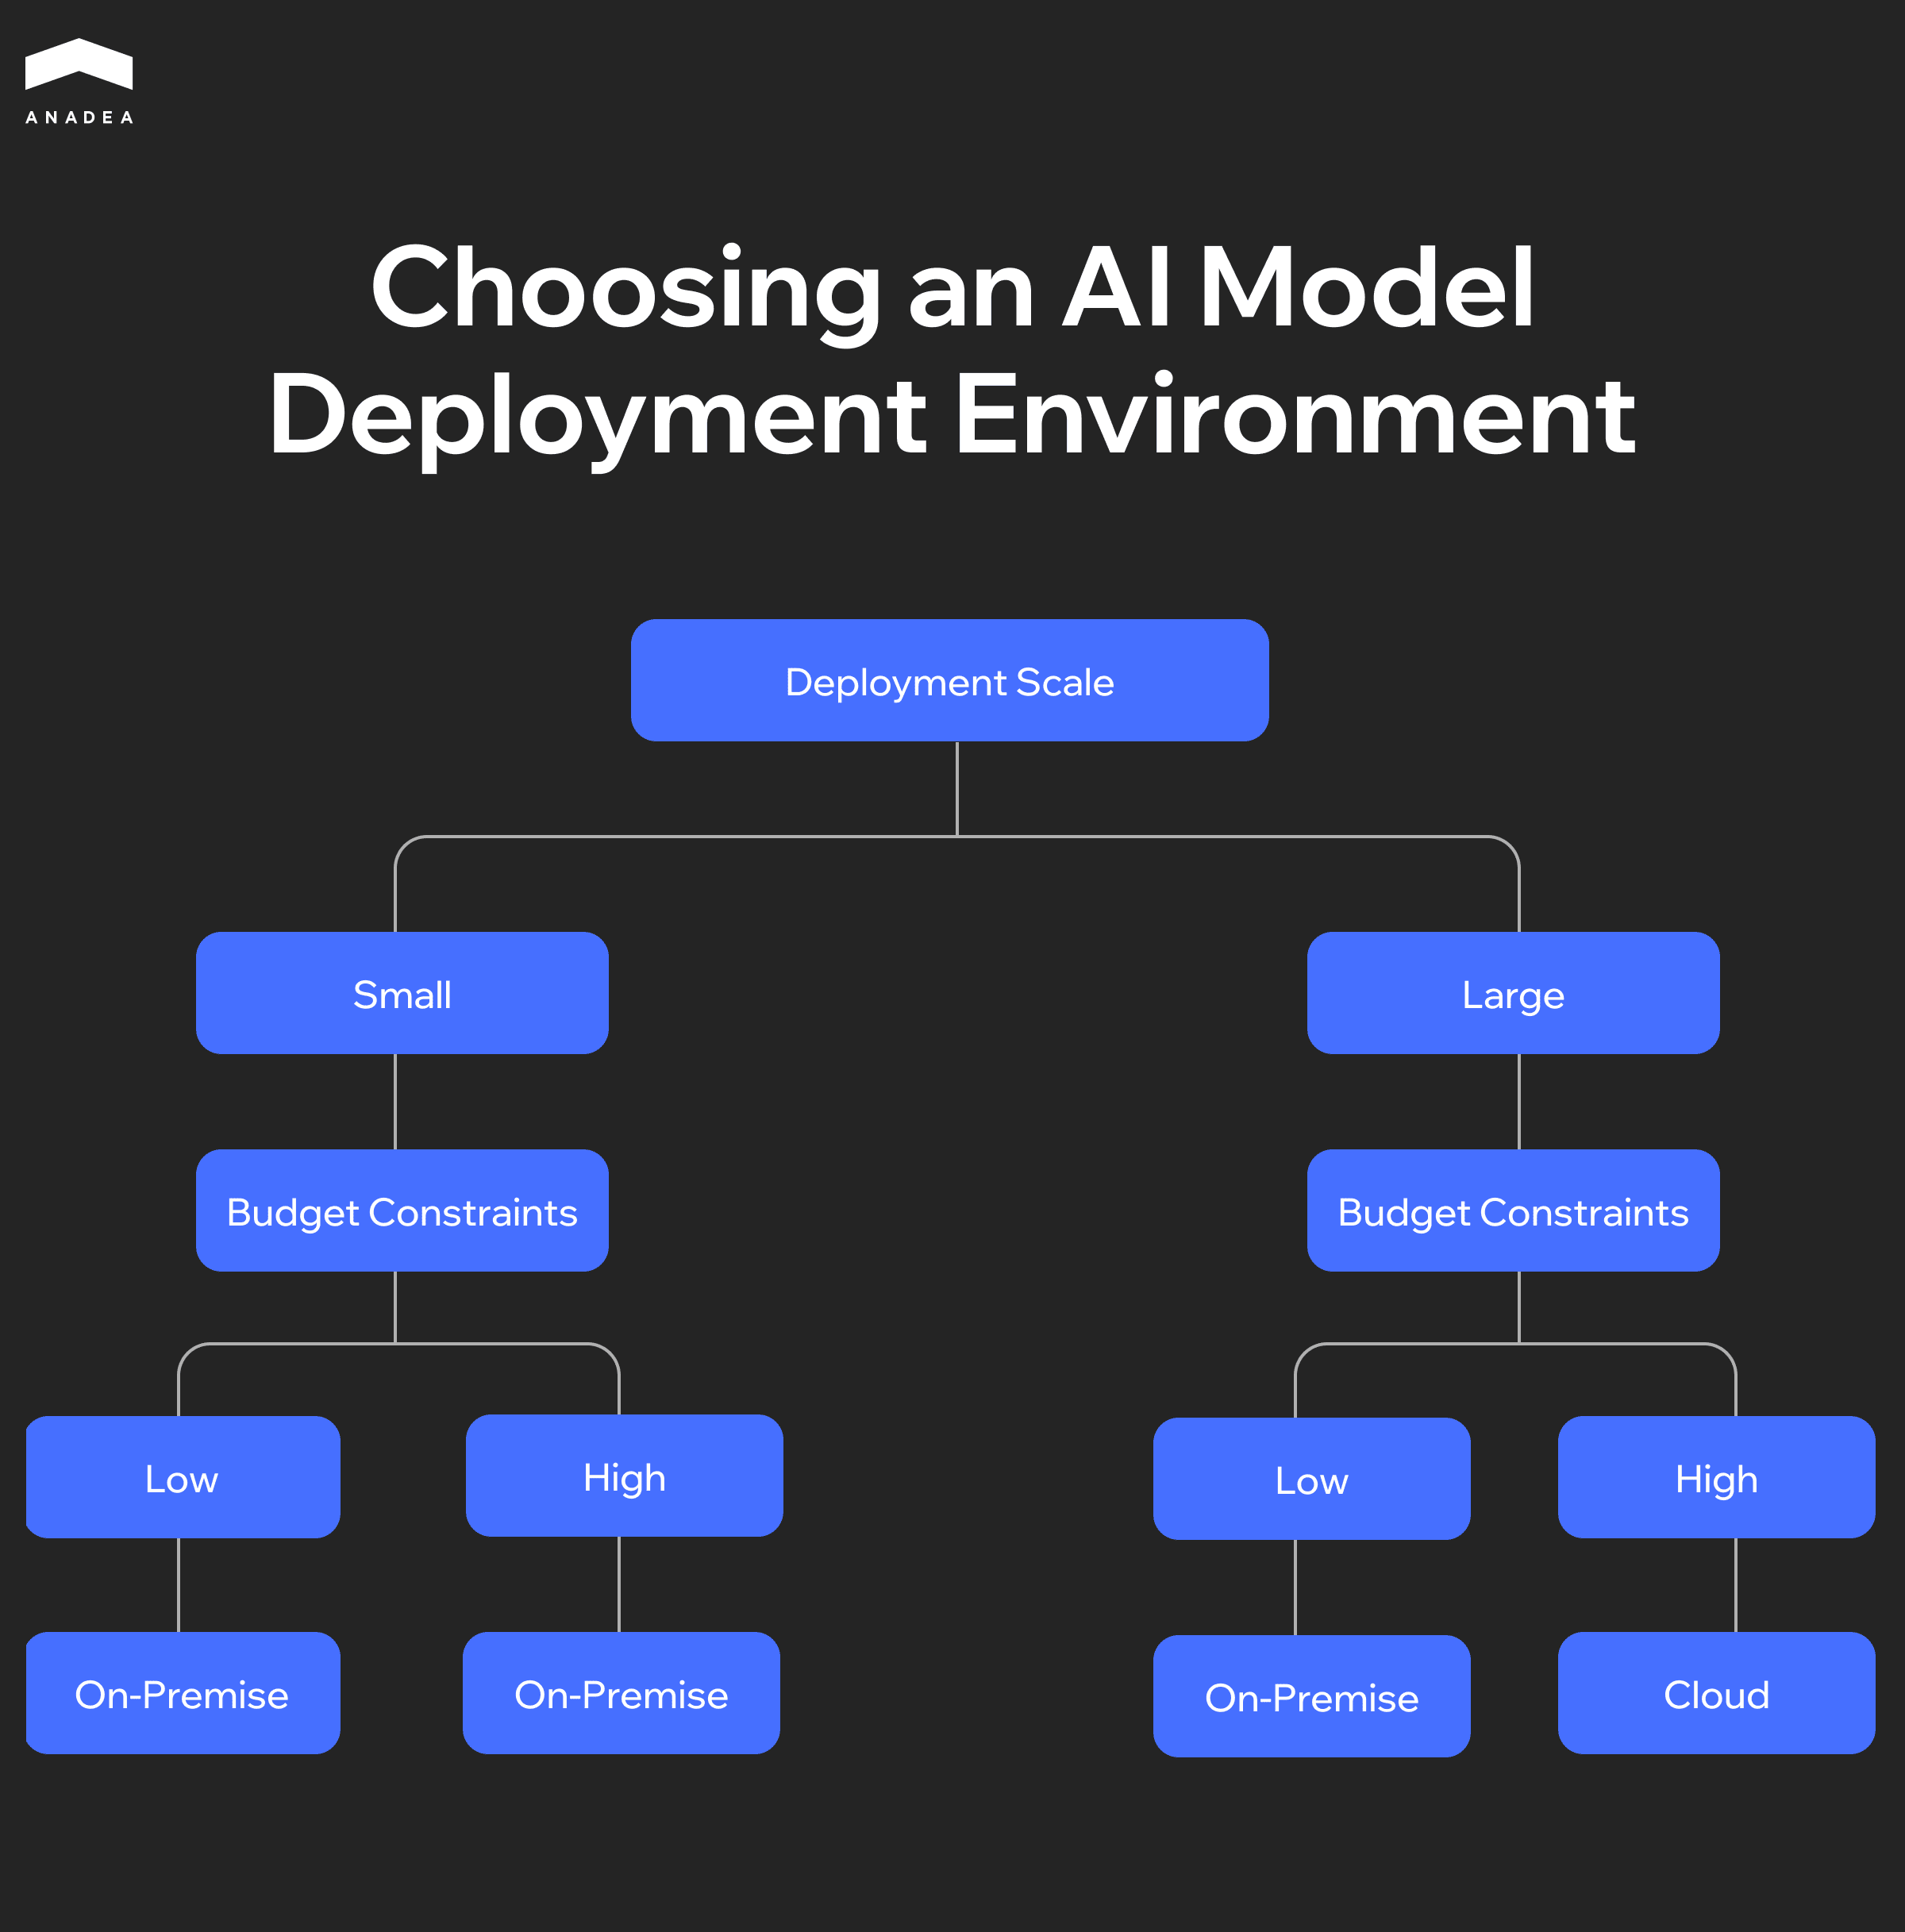 ANADEA
Choosing an AI Model
Deployment Environment
Deployment Scale
Small
Large
Budget Constraints
Budget Constraints
Low
High
Low
High
On-Premise
On-Premise
On-Premise
Cloud